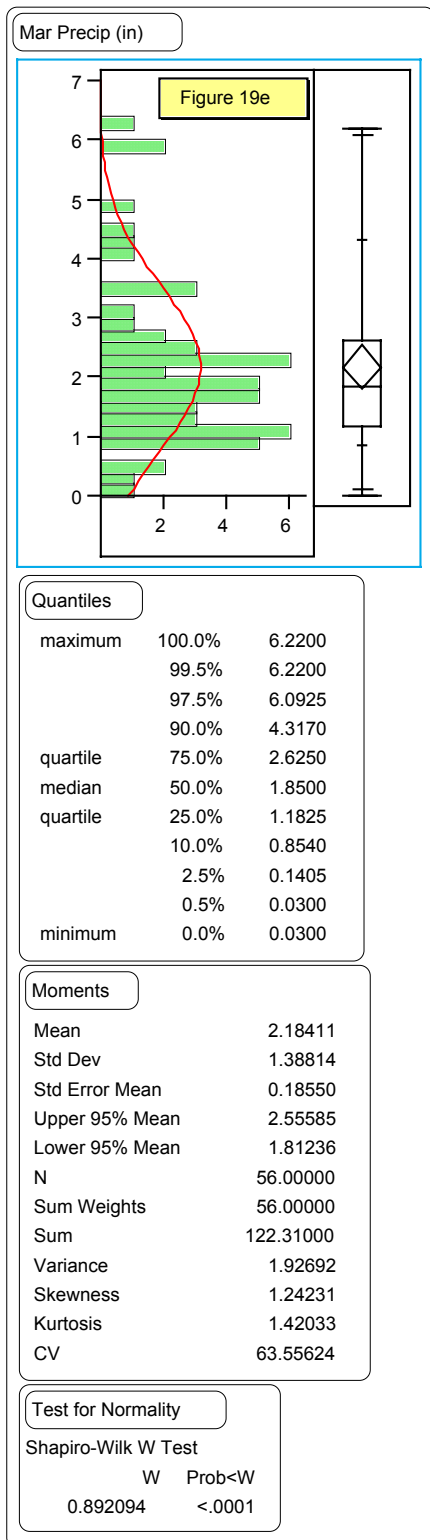 Mar Precip (in)
Figure 19e
7
6
5
4
3
2
1
0
2 4 6
Quantiles
maximum 100.0% 6.2200
99.5% 6.2200
97.5% 6.0925
90.0% 4.3170
quartile 75.0% 2.6250
median 50.0% 1.8500
quartile 25.0% 1.1825
10.0% 0.8540
2.5% 0.1405
0.5% 0.0300
minimum 0.0% 0.0300
Moments
Mean 2.18411
Std Dev 1.38814
Std Error Mean 0.18550
Upper 95% Mean 2.55585
Lower 95% Mean 1.81236
N 56.00000
Sum Weights 56.00000
Sum 122.31000
Variance 1.92692
Skewness 1.24231
Kurtosis 1.42033
CV 63.55624
Test for Normality
Shapiro-Wilk W Test
W Prob<W
0.892094 <.0001